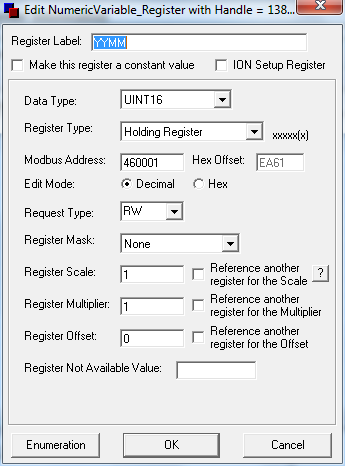 Edit NumericVariable_Register with Handle = 138...
Register Label: YYMM
Make this register a constant value ION Setup Register
Data Type: UINT16
Register Type: Holding Register xxxxx(x)
Modbus Address: 460001 Hex Offset: EA61
Edit Mode: Decimal Hex
Request Type: RW
Register Mask: None
Register Scale: 1 Reference another register for the Scale ?
Register Multiplier: 1 Reference another register for the Multiplier
Register Offset: 0 Reference another register for the Offset
Register Not Available Value:
Enumeration OK Cancel